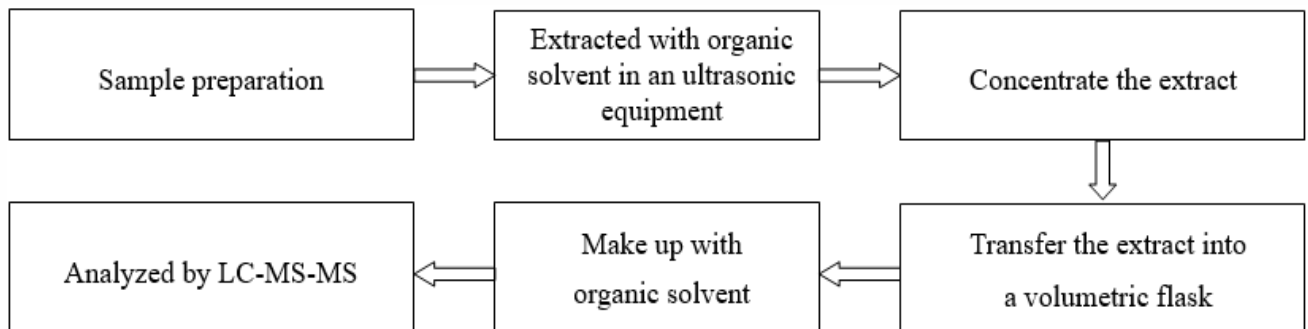 Sample preparation
Extracted with organic
solvent in an ultrasonic
equipment
Concentrate the extract
Transfer the extract into
a volumetric flask
Make up with
organic solvent
Analyzed by LC-MS-MS